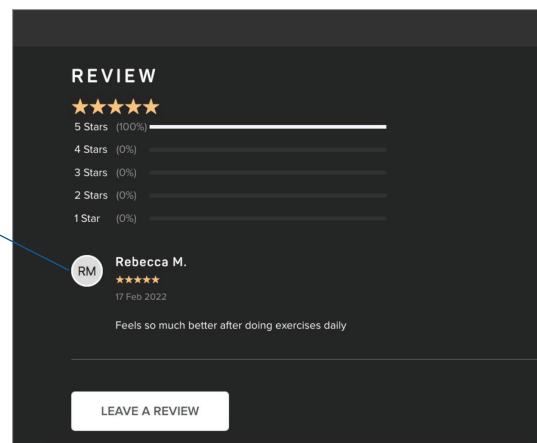 REVIEW
5 Stars (100%)
4 Stars (0%)
3 Stars (0%)
2 Stars (0%)
1 Star (0%)
RM
Rebecca M.
17 Feb 2022
Feels so much better after doing exercises daily
LEAVE A REVIEW